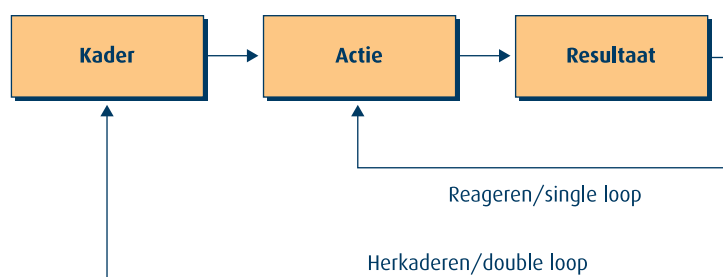 Kader
Actie
Resultaat
Reageren/single loop
Herkaderen/double loop